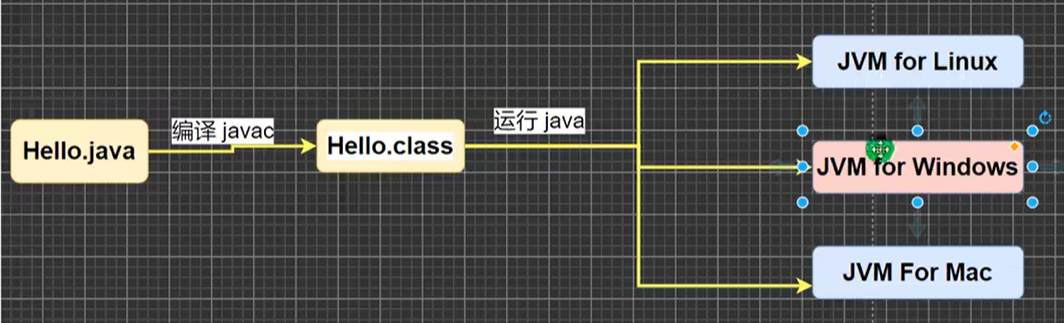 Hello.java
编译 javac
Hello.class
运行 java
JVM for Linux
JVM for Windows
JVM For Mac